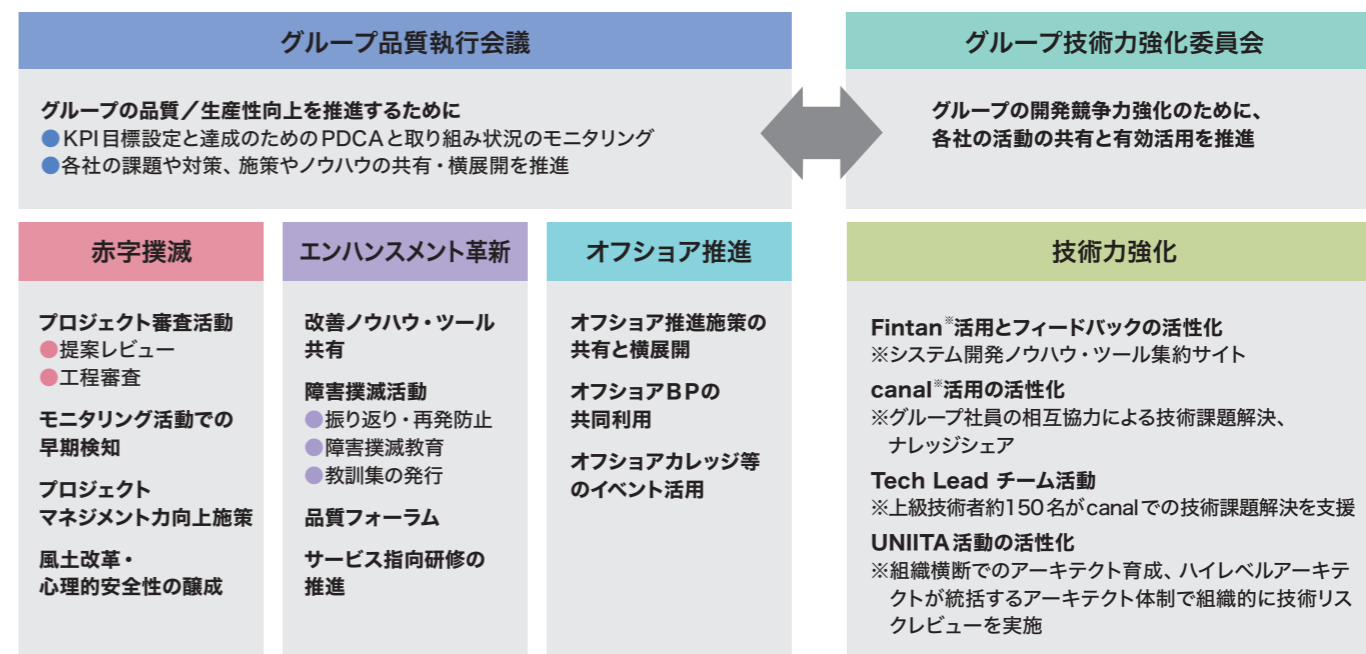 グループ品質執行会議
グループの品質／生産性向上を推進するために
●KPI目標設定と達成のためのPDCAと取り組み状況のモニタリング
●各社の課題や対策、施策やノウハウの共有・横展開を推進
グループ技術力強化委員会
グループの開発競争力強化のために、
各社の活動の共有と有効活用を推進
赤字撲滅
プロジェクト審査活動
●提案レビュー
●工程審査
モニタリング活動での
早期検知
プロジェクト
マネジメント力向上施策
風土改革・
心理的安全性の醸成
エンハンスメント革新
改善ノウハウ・ツール
共有
障害撲滅活動
●振り返り・再発防止
●障害撲滅教育
●教訓集の発行
品質フォーラム
サービス指向研修の
推進
オフショア推進
オフショア推進施策の
共有と横展開
オフショアBPの
共同利用
オフショアカレッジ等
のイベント活用
技術力強化
Fintan※活用とフィードバックの活性化
※システム開発ノウハウ・ツール集約サイト
canal※活用の活性化
※グループ社員の相互協力による技術課題解決、
ナレッジシェア
Tech Lead チーム活動
※上級技術者約150名がcanalでの技術課題解決を支援
UNIITA活動の活性化
※組織横断でのアーキテクト育成、ハイレベルアーキテ
クトが統括するアーキテクト体制で組織的に技術リス
クレビューを実施